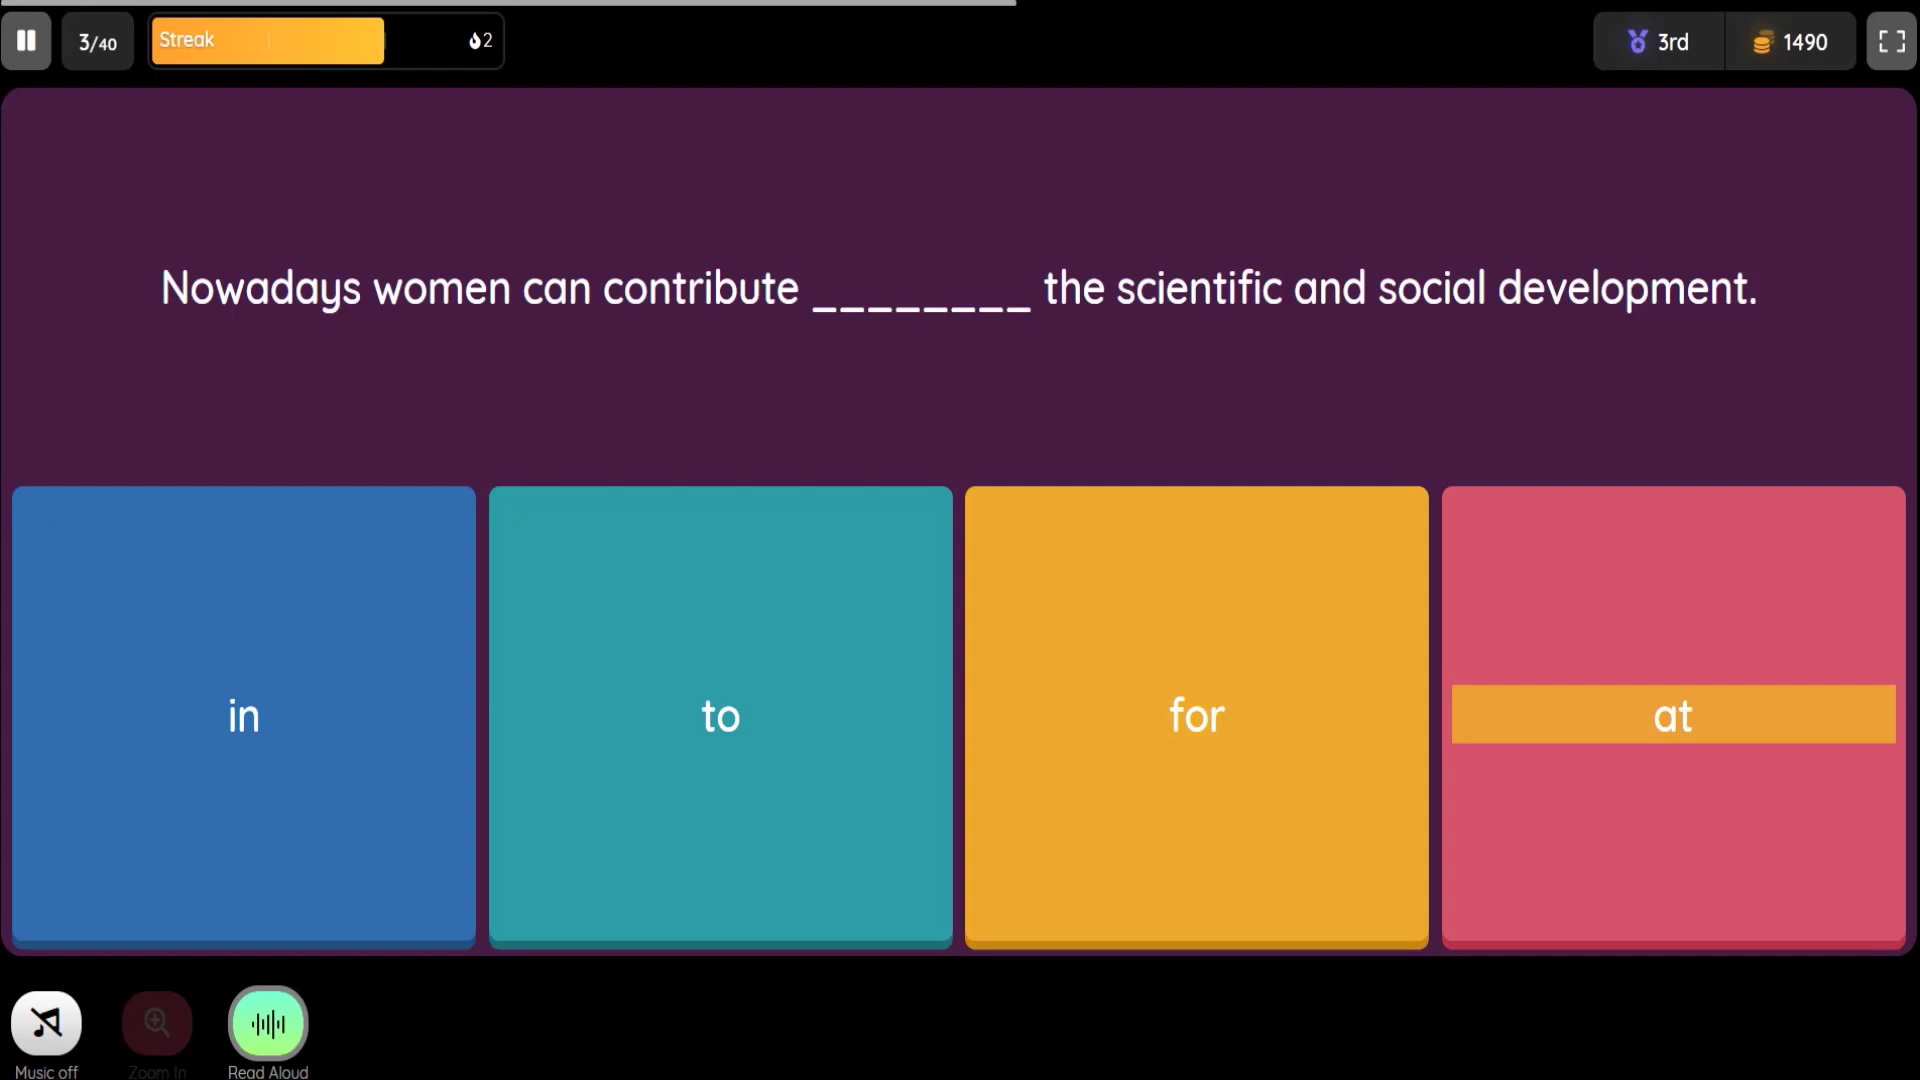 3/40
Streak
2
3rd
1490
Nowadays women can contribute ________ the scientific and social development.
in
to
for
at
Music off
Zoom In
Read Aloud